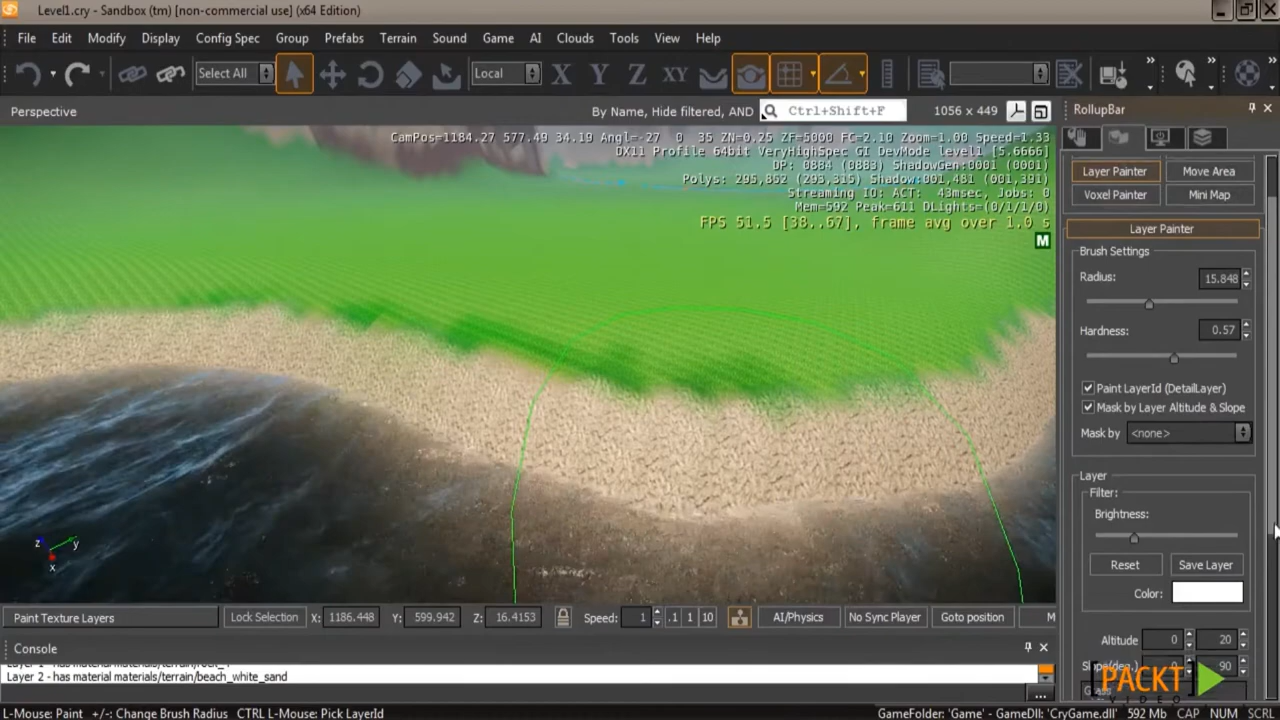 Level1.cry - Sandbox (tm) [non-commercial use] (x64 Edition)
File Edit Modify Display Config Spec Group Prefabs Terrain Sound Game AI Clouds Tools View Help
Select All Local X Y Z XY
Perspective By Name, Hide filtered, AND Ctrl+Shift+F 1056 x 449
RollupBar
CamPos=1184.27 577.49 34.19 Angl=-27 0 35 ZN=0.25 ZF=5000 FC=2.10 Zoom=1.00 Speed=1.33
DX11 Profile 64bit VeryHighSpec GI DevMode level1 [5.6666]
DP: 0884 (0883) ShadowGen:0001 (0001)
Polys: 295,862 (293,315) Shadow:001,481 (001,391)
Streaming IO: ACT: 43msec, Jobs: 0
Mem=592 Peak=611 DLights=(0/1/1/0)
FPS 51.5 [38..67], frame avg over 1.0 s
M
Layer Painter Move Area
Voxel Painter Mini Map
Layer Painter
Brush Settings
Radius: 15.848
Hardness: 0.57
Paint LayerId (DetailLayer)
Mask by Layer Altitude & Slope
Mask by <none>
Layer
Filter:
Brightness:
Reset Save Layer
Color:
Altitude 0 20
Slope(deg.) 0 90
PACKT
VIDEO
z y
x
Paint Texture Layers Lock Selection X: 1186.448 Y: 599.942 Z: 16.4153 Speed: 1 .1 1 10 AI/Physics No Sync Player Goto position M
Console
Layer 2 - has material materials/terrain/beach_white_sand
...
L-Mouse: Paint +/-: Change Brush Radius CTRL L-Mouse: Pick LayerId GameFolder: 'Game' - GameDll: 'CryGame.dll' 592 Mb CAP NUM SCRL